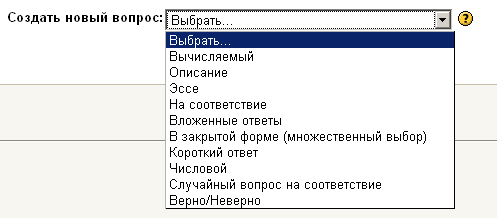 Создать новый вопрос: Выбрать... ?
Выбрать...
Вычисляемый
Описание
Эссе
На соответствие
Вложенные ответы
В закрытой форме (множественный выбор)
Короткий ответ
Числовой
Случайный вопрос на соответствие
Верно/Неверно